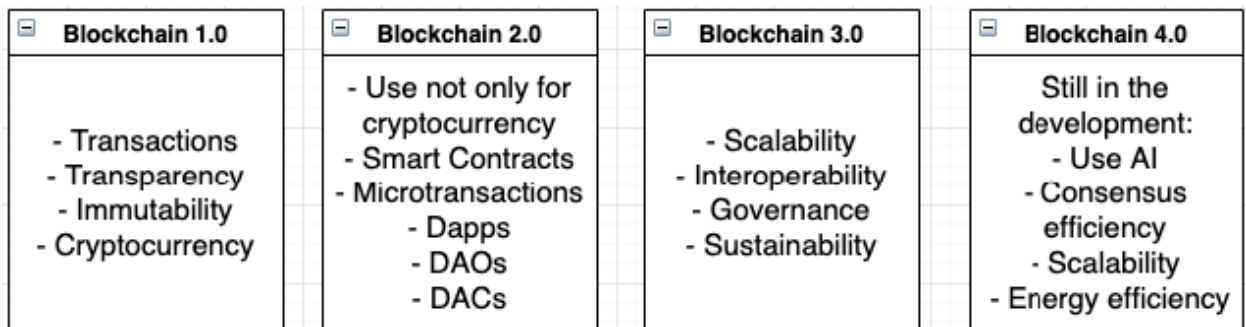 Blockchain 1.0
- Transactions
- Transparency
- Immutability
- Cryptocurrency
Blockchain 2.0
- Use not only for
cryptocurrency
- Smart Contracts
- Microtransactions
- Dapps
- DAOs
- DACs
Blockchain 3.0
- Scalability
- Interoperability
- Governance
- Sustainability
Blockchain 4.0
Still in the
development:
- Use AI
- Consensus
efficiency
- Scalability
- Energy efficiency